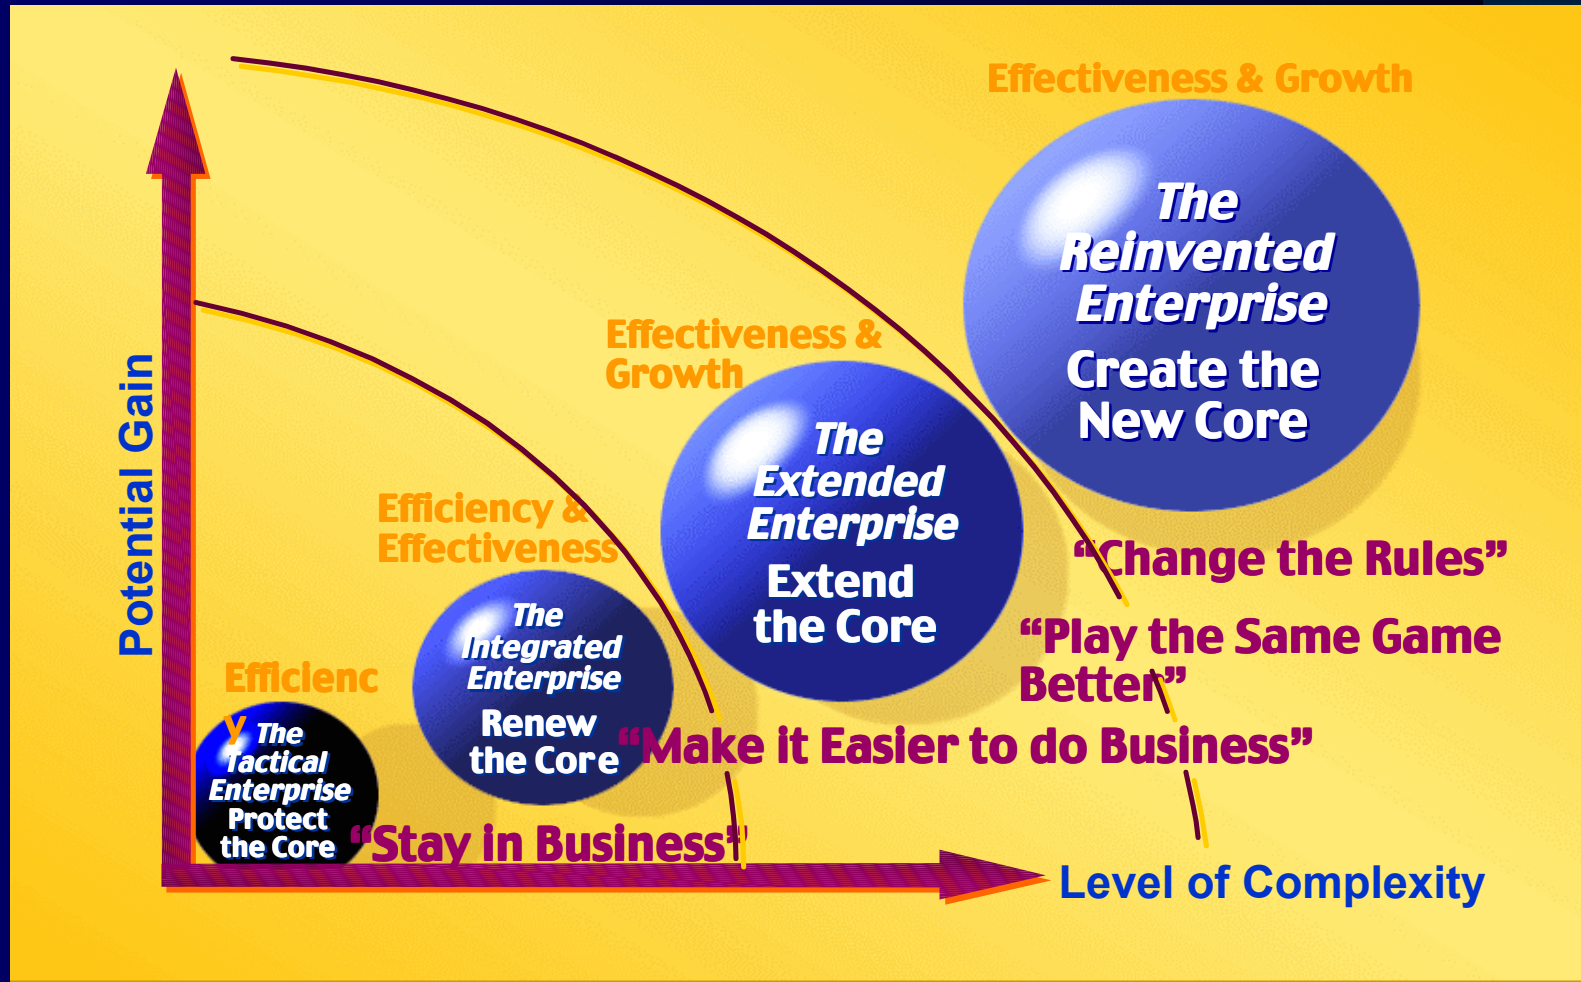 Effectiveness & Growth
The
Reinvented
Enterprise
Create the
New Core
Effectiveness &
Growth
The
Extended
Enterprise
Extend
the Core
Efficiency &
Effectiveness
The
Integrated
Enterprise
Renew
the Core
Efficienc
y
The
Tactical
Enterprise
Protect
the Core
“Change the Rules”
“Play the Same Game
Better”
“Make it Easier to do Business”
“Stay in Business”
Potential Gain
Level of Complexity